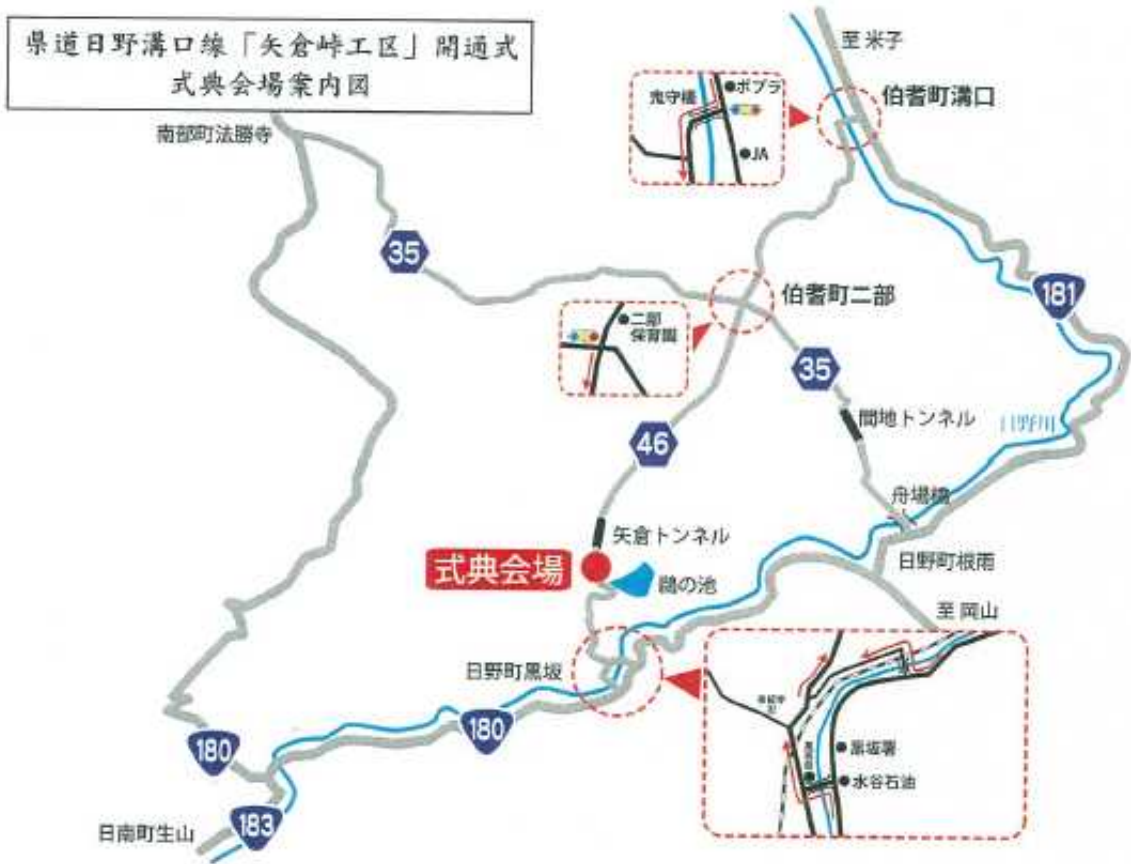 県道日野溝口線「矢倉峠工区」開通式
式典会場案内図
至 米子
鬼守橋
ポプラ
伯耆町溝口
JA
南部町法勝寺
35
181
伯耆町二部
二部
保育園
35
46
間地トンネル
日野川
舟場橋
矢倉トンネル
式典会場
鵜の池
日野町根雨
至 岡山
日野町黒坂
180
180
黒坂署
水谷石油
183
日南町生山